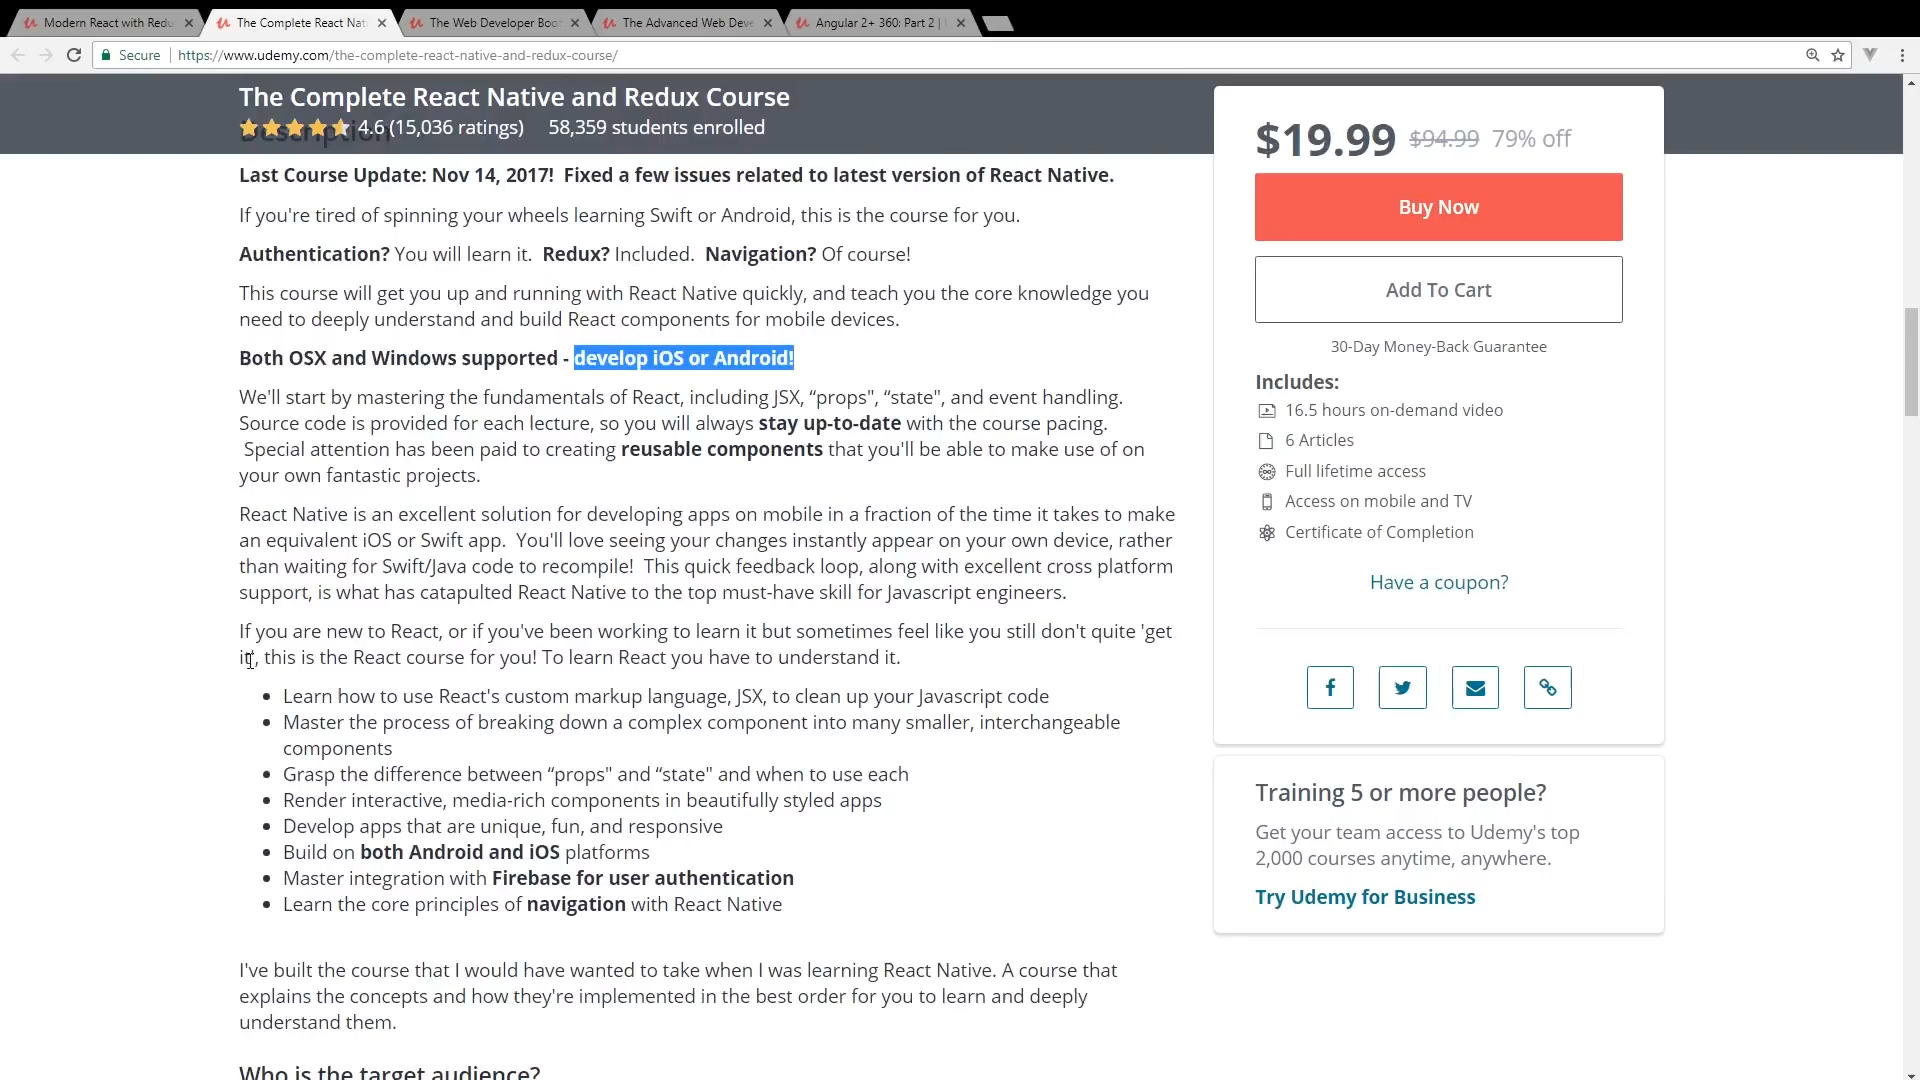 Modern React with Redu
The Complete React Nat
The Web Developer Boo
The Advanced Web Deve
Angular 2+ 360: Part 2 |
Secure https://www.udemy.com/the-complete-react-native-and-redux-course/
The Complete React Native and Redux Course
4.6 (15,036 ratings) 58,359 students enrolled
Description
Last Course Update: Nov 14, 2017! Fixed a few issues related to latest version of React Native.
If you're tired of spinning your wheels learning Swift or Android, this is the course for you.
Authentication? You will learn it. Redux? Included. Navigation? Of course!
This course will get you up and running with React Native quickly, and teach you the core knowledge you
need to deeply understand and build React components for mobile devices.
Both OSX and Windows supported - develop iOS or Android!
We'll start by mastering the fundamentals of React, including JSX, “props", “state", and event handling.
Source code is provided for each lecture, so you will always stay up-to-date with the course pacing.
Special attention has been paid to creating reusable components that you'll be able to make use of on
your own fantastic projects.
React Native is an excellent solution for developing apps on mobile in a fraction of the time it takes to make
an equivalent iOS or Swift app. You'll love seeing your changes instantly appear on your own device, rather
than waiting for Swift/Java code to recompile! This quick feedback loop, along with excellent cross platform
support, is what has catapulted React Native to the top must-have skill for Javascript engineers.
If you are new to React, or if you've been working to learn it but sometimes feel like you still don't quite 'get
it', this is the React course for you! To learn React you have to understand it.
• Learn how to use React's custom markup language, JSX, to clean up your Javascript code
• Master the process of breaking down a complex component into many smaller, interchangeable
components
• Grasp the difference between “props" and “state" and when to use each
• Render interactive, media-rich components in beautifully styled apps
• Develop apps that are unique, fun, and responsive
• Build on both Android and iOS platforms
• Master integration with Firebase for user authentication
• Learn the core principles of navigation with React Native
I've built the course that I would have wanted to take when I was learning React Native. A course that
explains the concepts and how they're implemented in the best order for you to learn and deeply
understand them.
Who is the target audience?
$19.99 $94.99 79% off
Buy Now
Add To Cart
30-Day Money-Back Guarantee
Includes:
16.5 hours on-demand video
6 Articles
Full lifetime access
Access on mobile and TV
Certificate of Completion
Have a coupon?
Training 5 or more people?
Get your team access to Udemy's top
2,000 courses anytime, anywhere.
Try Udemy for Business